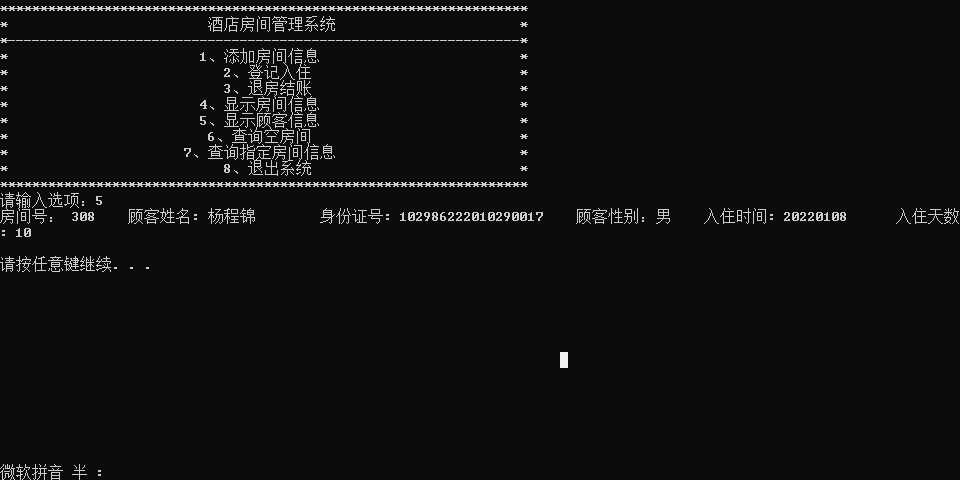 ******************************************************************
* 酒店房间管理系统 *
*----------------------------------------------------------------*
* 1、添加房间信息 *
* 2、登记入住 *
* 3、退房结账 *
* 4、显示房间信息 *
* 5、显示顾客信息 *
* 6、查询空房间 *
* 7、查询指定房间信息 *
* 8、退出系统 *
******************************************************************
请输入选项：5
房间号： 308 顾客姓名：杨程锦 身份证号：102986222010290017 顾客性别：男 入住时间：20220108 入住天数
：10
请按任意键继续. . .
微软拼音 半 :